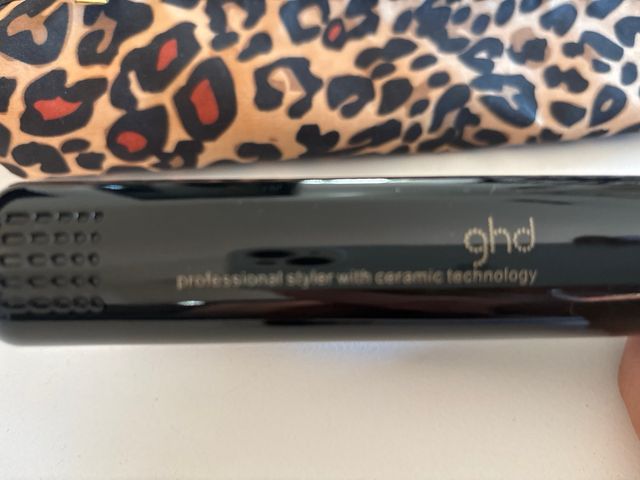 ghd
professional styler with ceramic technology